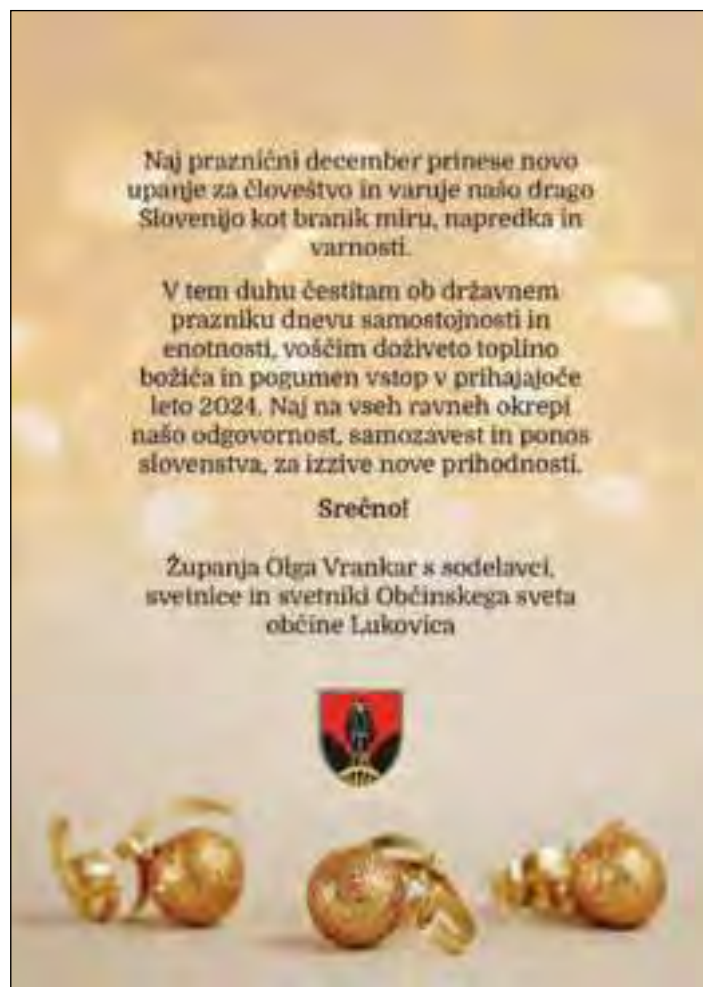 Naj praznični december prinese novo
upanje za človeštvo in varuje našo drago
Slovenijo kot branik miru, napredka in
varnosti.
V tem duhu čestitam ob državnem
prazniku dnevu samostojnosti in
enotnosti, voščim doživeto toplino
božića in pogumen vstop v prihajajoče
leto 2024. Naj na vseh ravneh okrepi
našo odgovornost, samozavest in ponos
slovenstva, za izzive nove prihodnosti.
Srečno!
Županja Olga Vrankar s sodelavci,
svetnice in svetniki Občinskega sveta
občine Lukovica